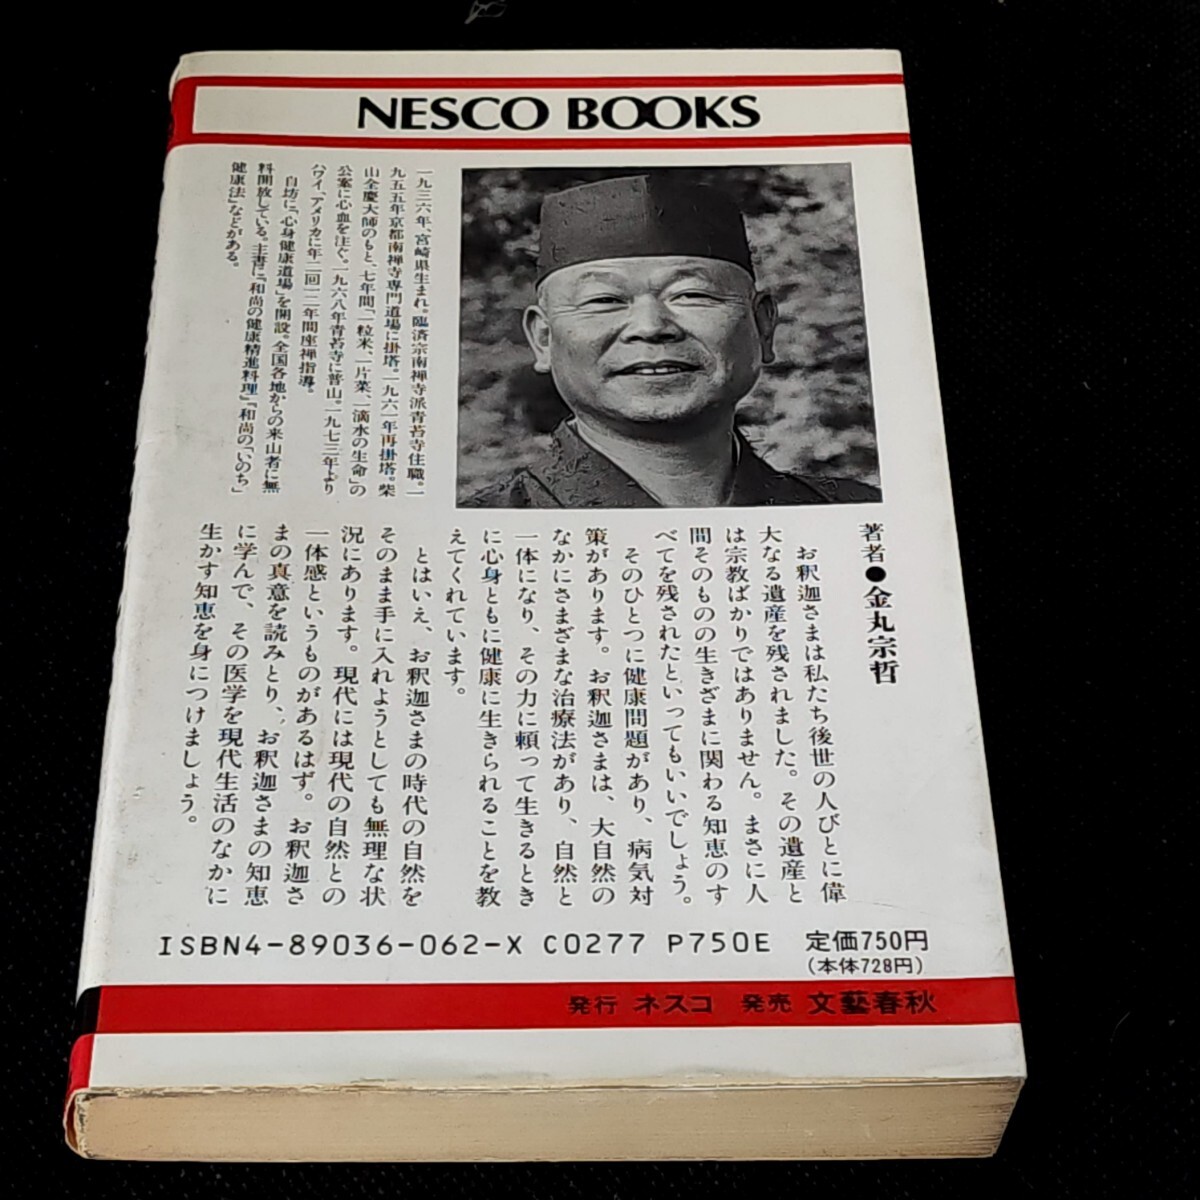 NESCO BOOKS
一九三六年、宮崎県生まれ。臨済宗南禅寺派青苔寺住職。一
九五五年京都南禅寺専門道場に掛塔。一九六一年再掛塔。柴
山全慶大師のもと、七年間、「一粒米、一片菜、一滴水の生命」の
公案に心血を注ぐ。一九六八年青苔寺に晋山。一九七三年より
ハワイ、アメリカに年二回一二年間座禅指導。
自坊に「心身健康道場」を開設。全国各地からの来山者に無
料開放している。主著に『和尚の健康精進料理』『和尚の「いのち」
健康法』などがある。
著者●金丸宗哲
お釈迦さまは私たち後世の人びとに偉
大なる遺産を残されました。その遺産と
は宗教ばかりではありません。まさに人
間そのものの生きざまに関わる知恵のす
べてを残されたといってもいいでしょう。
そのひとつに健康問題があり、病気対
策があります。お釈迦さまは、大自然の
なかにさまざまな治療法があり、自然と
一体になり、その力に頼って生きるとき
に心身ともに健康に生きられることを教
えてくれています。
とはいえ、お釈迦さまの時代の自然を
そのまま手に入れようとしても無理な状
況にあります。現代には現代の自然との
一体感というものがあるはず。お釈迦さ
まの真意を読みとり、お釈迦さまの知恵
に学んで、その医学を現代生活のなかに
生かす知恵を身につけましょう。
ISBN4-89036-062-X C0277 P750E 定価750円
(本体728円)
発行 ネスコ 発売 文藝春秋